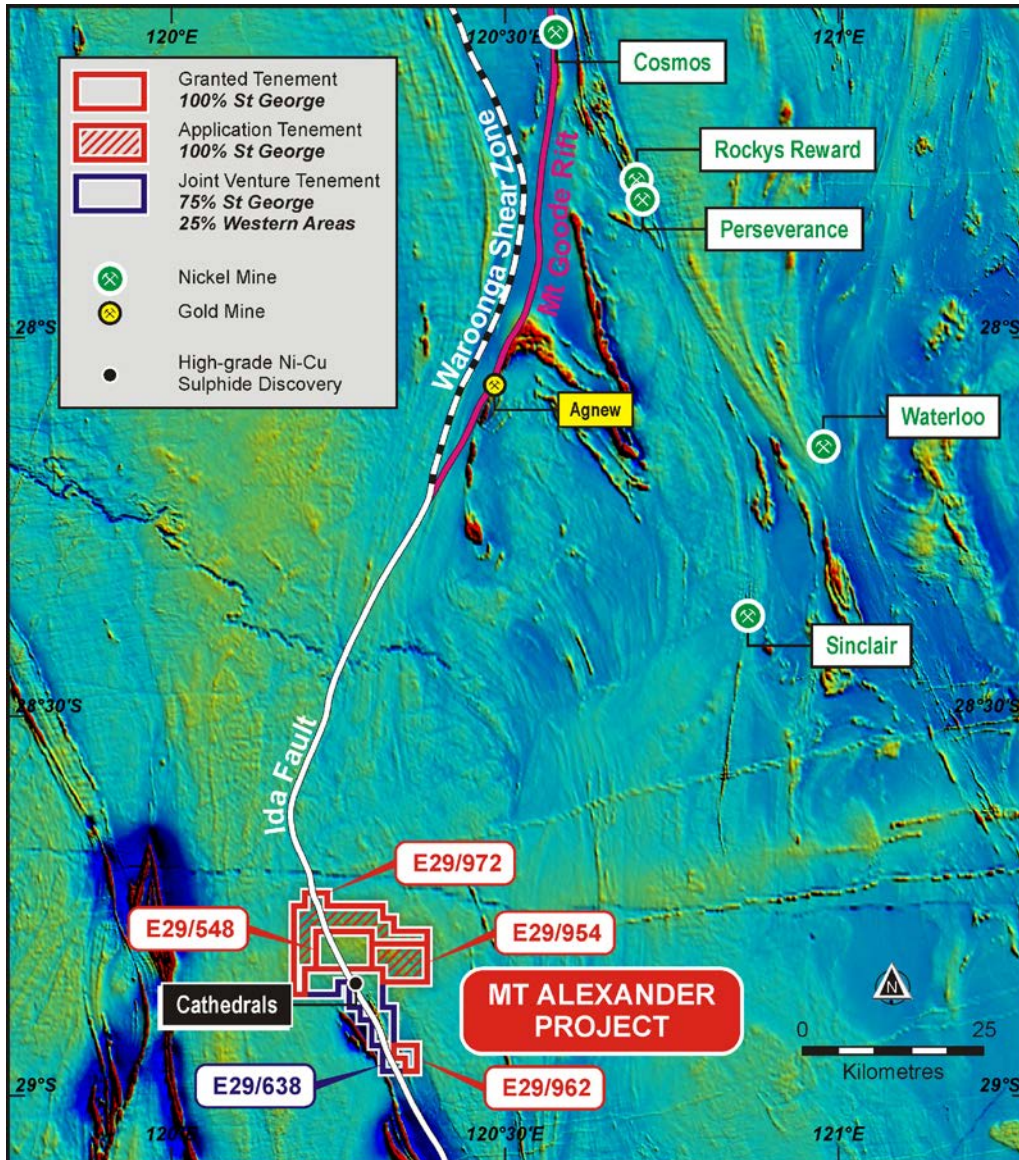 120°E
120°30'E
121°E
Granted Tenement
100% St George
Application Tenement
100% St George
Joint Venture Tenement
75% St George
25% Western Areas
Nickel Mine
Gold Mine
High-grade Ni-Cu
Sulphide Discovery
Cosmos
Rockys Reward
Perseverance
Waroonga Shear Zone
Mt Goode Rift
28°S
28°S
Agnew
Waterloo
Sinclair
28°30'S
28°30'S
Ida Fault
E29/972
E29/548
E29/954
Cathedrals
MT ALEXANDER
PROJECT
N
0
25
Kilometres
E29/638
E29/962
29°S
29°S
120°E
120°30'E
121°E